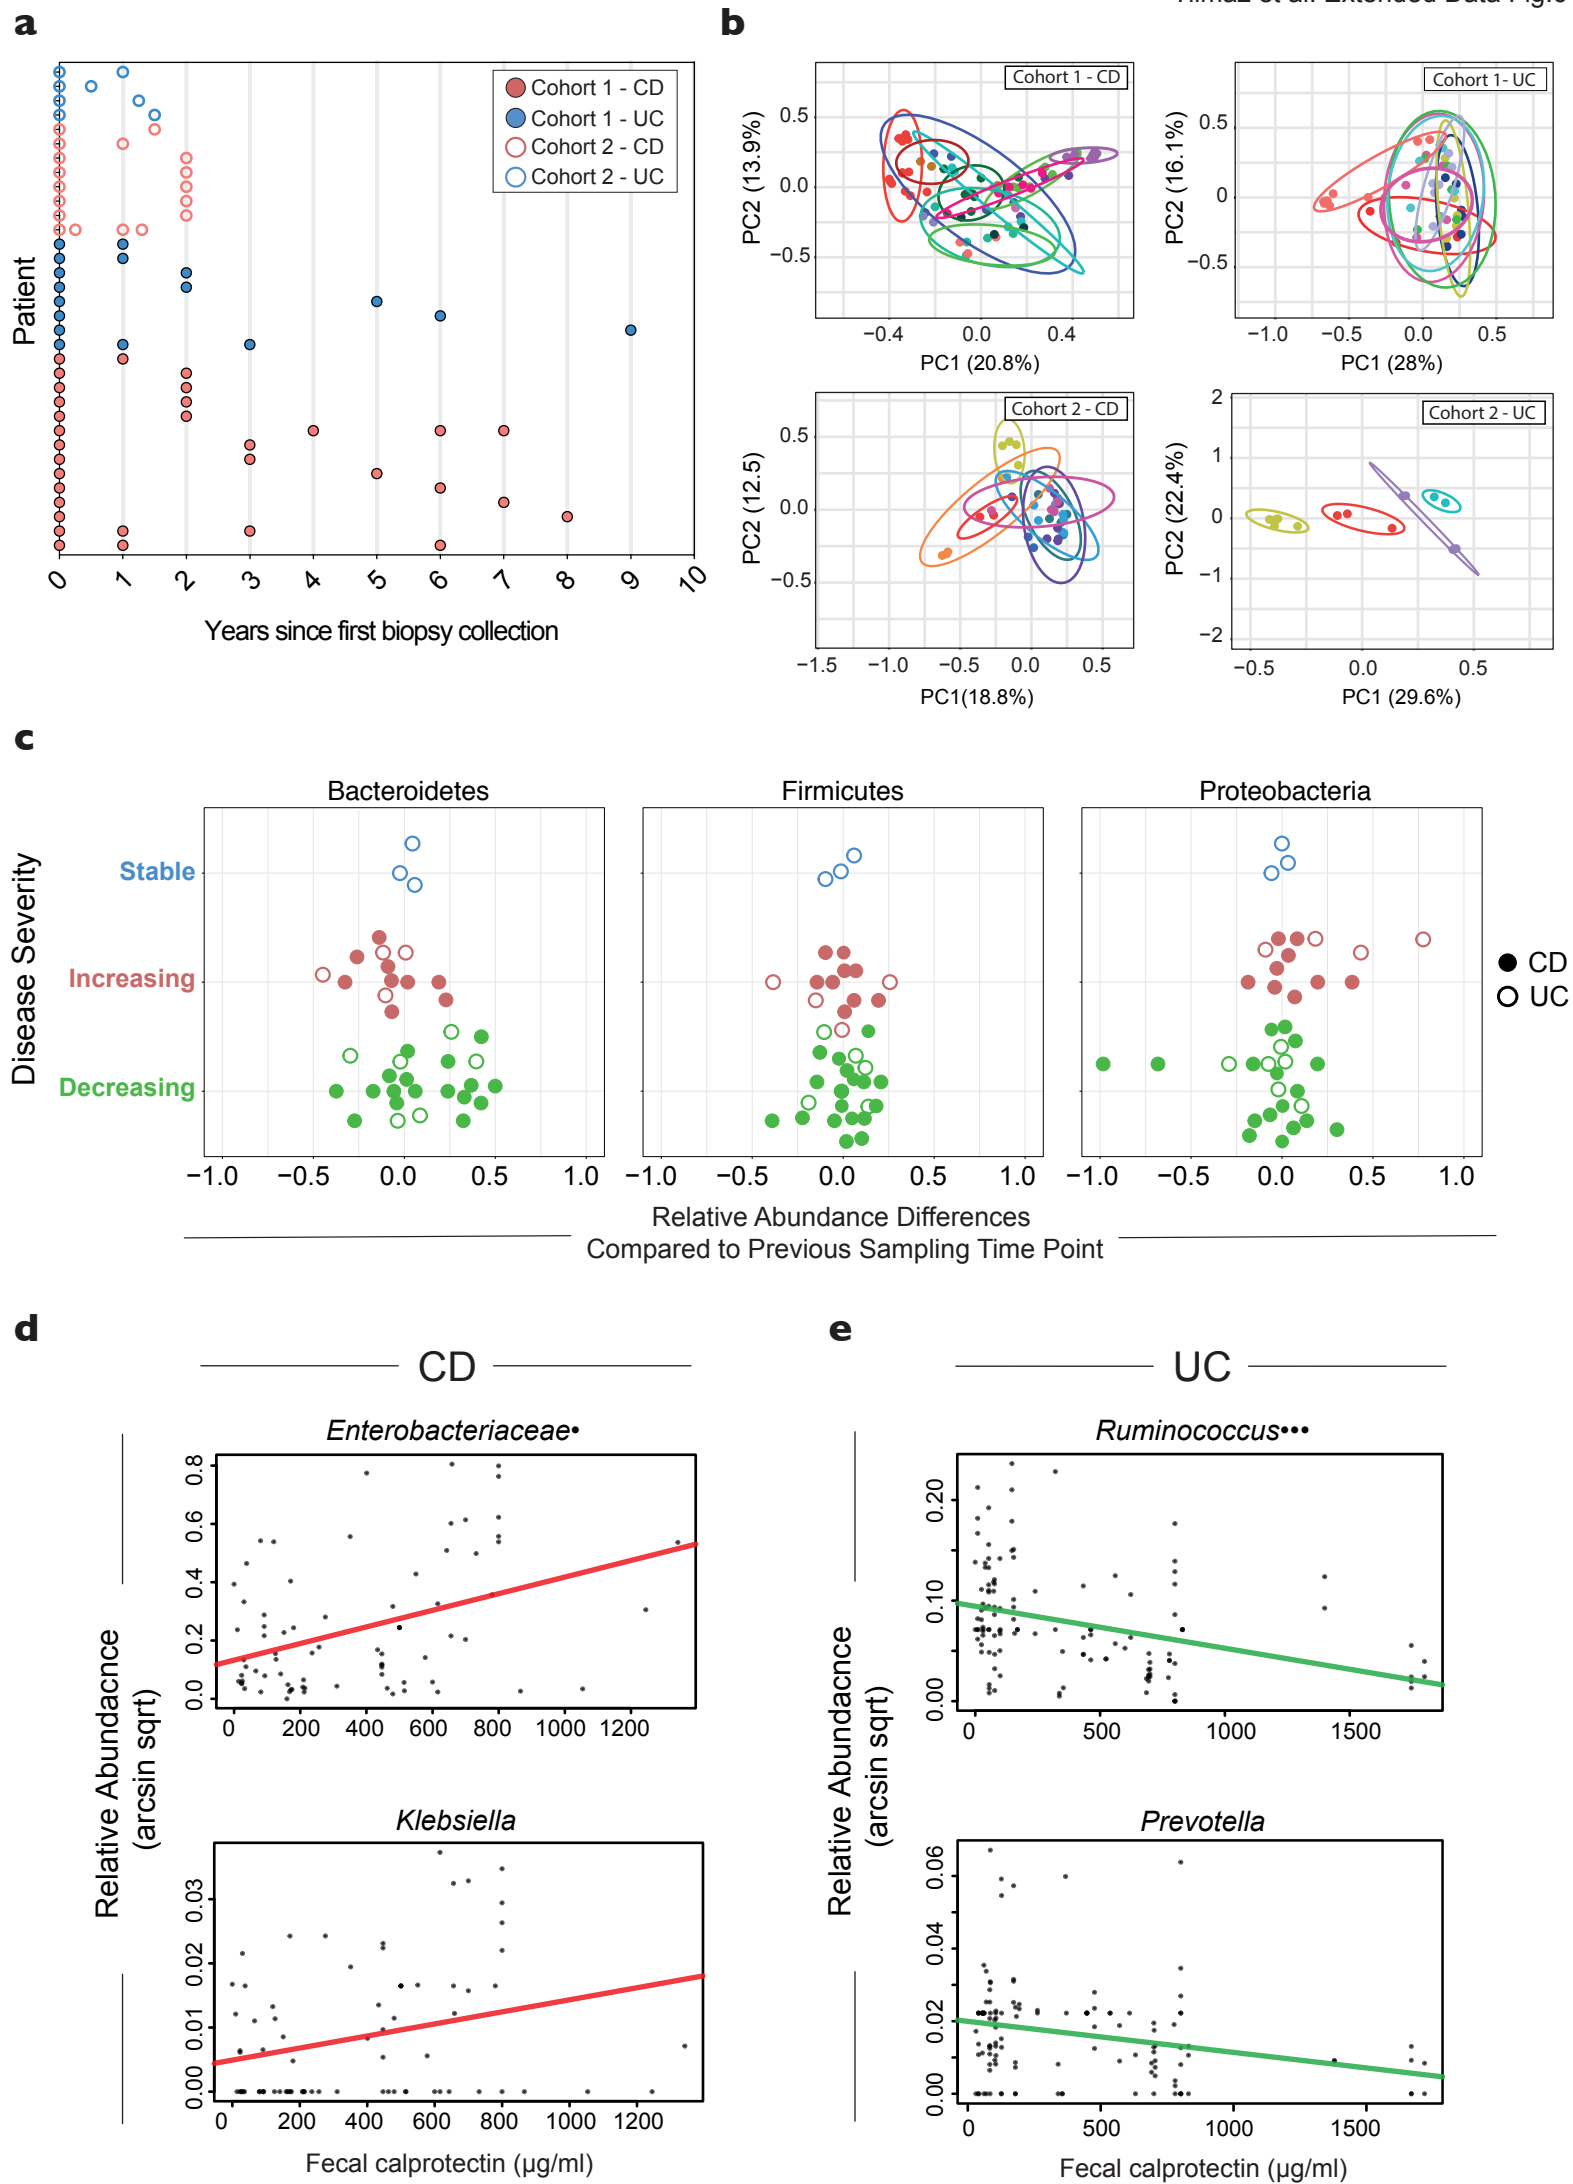 a
Cohort 1 - CD
Cohort 1 - UC
Cohort 2 - CD
Cohort 2 - UC
Patient
0 1 2 3 4 5 6 7 8 9 10
Years since first biopsy collection
b
Cohort 1 - CD
PC2 (13.9%)
0.5
0.0
−0.5
−0.4 0.0 0.4
PC1 (20.8%)
Cohort 1- UC
PC2 (16.1%)
0.5
0
−0.5
−1.0 −0.5 0.0 0.5
PC1 (28%)
Cohort 2 - CD
PC2 (12.5)
0.5
0.0
−0.5
−1.5 −1.0 −0.5 0.0 0.5
PC1(18.8%)
Cohort 2 - UC
PC2 (22.4%)
2
1
0
−1
−2
−0.5 0.0 0.5
PC1 (29.6%)
c
Bacteroidetes Firmicutes Proteobacteria
Disease Severity
Stable
Increasing
Decreasing
CD
UC
−1.0 −0.5 0.0 0.5 1.0 −1.0 −0.5 0.0 0.5 1.0 −1.0 −0.5 0.0 0.5 1.0
Relative Abundance Differences
Compared to Previous Sampling Time Point
d
CD
Relative Abundacnce
(arcsin sqrt)
Enterobacteriaceae•
0.8
0.6
0.4
0.2
0.0
0 200 400 600 800 1000 1200
Klebsiella
0.03
0.02
0.01
0.00
0 200 400 600 800 1000 1200
Fecal calprotectin (µg/ml)
e
UC
Relative Abundacnce
(arcsin sqrt)
Ruminococcus•••
0.20
0.10
0.00
0 500 1000 1500
Prevotella
0.06
0.04
0.02
0.00
0 500 1000 1500
Fecal calprotectin (µg/ml)